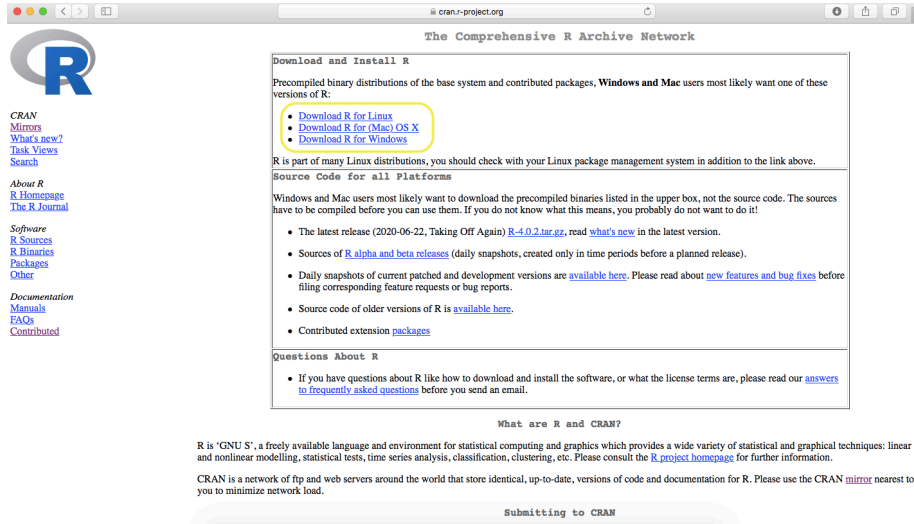 cran.r-project.org
R
CRAN
Mirrors
What's new?
Task Views
Search
About R
R Homepage
The R Journal
Software
R Sources
R Binaries
Packages
Other
Documentation
Manuals
FAQs
Contributed
The Comprehensive R Archive Network
Download and Install R
Precompiled binary distributions of the base system and contributed packages, Windows and Mac users most likely want one of these
versions of R:
• Download R for Linux
• Download R for (Mac) OS X
• Download R for Windows
R is part of many Linux distributions, you should check with your Linux package management system in addition to the link above.
Source Code for all Platforms
Windows and Mac users most likely want to download the precompiled binaries listed in the upper box, not the source code. The sources
have to be compiled before you can use them. If you do not know what this means, you probably do not want to do it!
• The latest release (2020-06-22, Taking Off Again) R-4.0.2.tar.gz, read what's new in the latest version.
• Sources of R alpha and beta releases (daily snapshots, created only in time periods before a planned release).
• Daily snapshots of current patched and development versions are available here. Please read about new features and bug fixes before
filing corresponding feature requests or bug reports.
• Source code of older versions of R is available here.
• Contributed extension packages
Questions About R
• If you have questions about R like how to download and install the software, or what the license terms are, please read our answers
to frequently asked questions before you send an email.
What are R and CRAN?
R is ‘GNU S’, a freely available language and environment for statistical computing and graphics which provides a wide variety of statistical and graphical techniques: linear
and nonlinear modelling, statistical tests, time series analysis, classification, clustering, etc. Please consult the R project homepage for further information.
CRAN is a network of ftp and web servers around the world that store identical, up-to-date, versions of code and documentation for R. Please use the CRAN mirror nearest to
you to minimize network load.
Submitting to CRAN